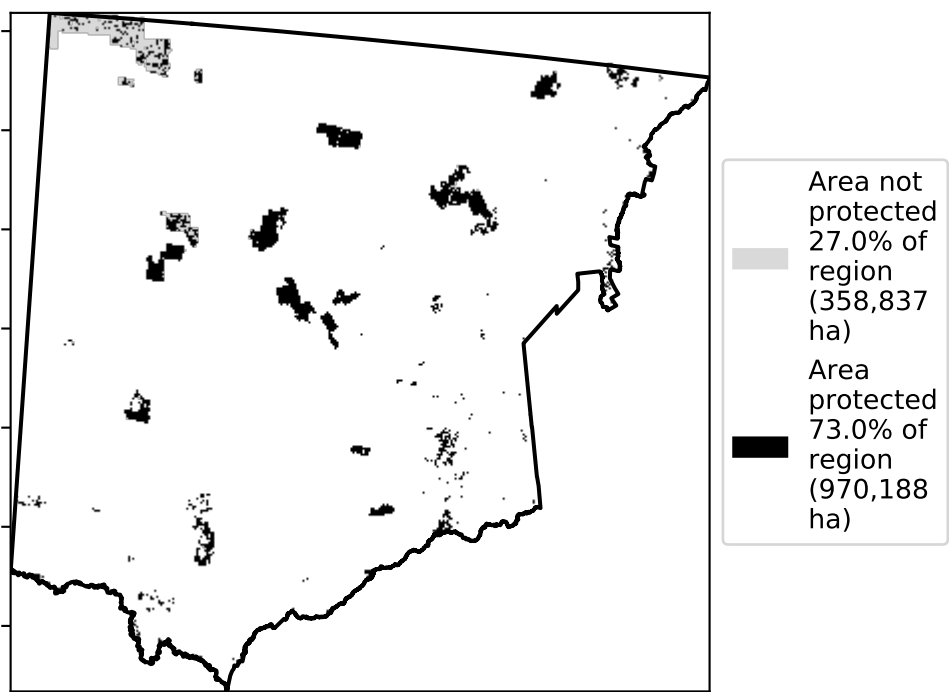 Area not
protected
27.0% of
region
(358,837
ha)
Area
protected
73.0% of
region
(970,188
ha)